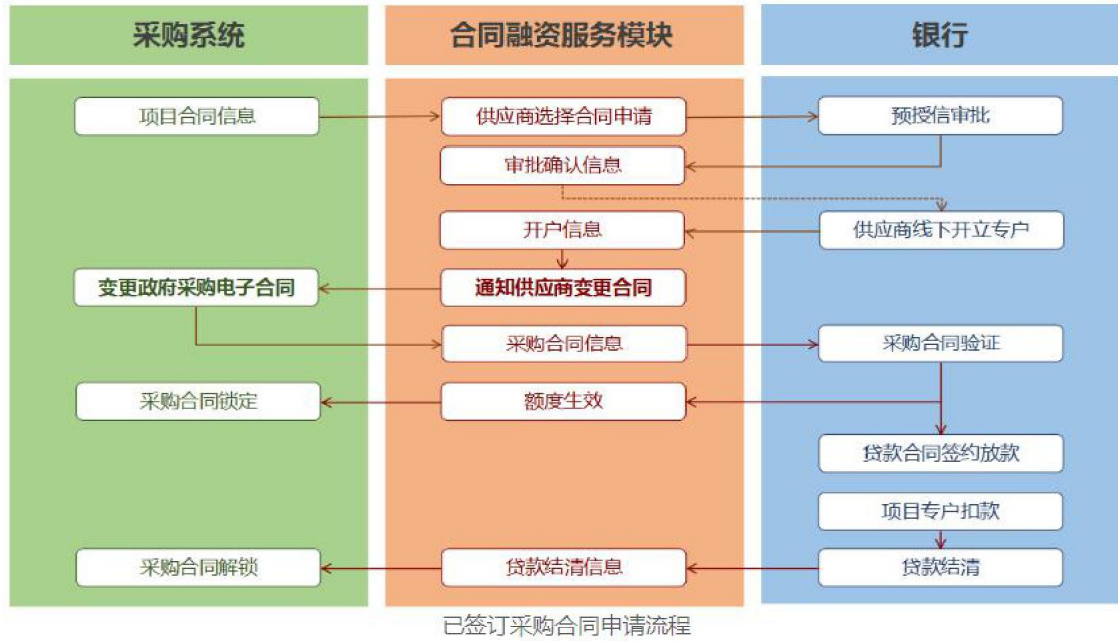 采购系统
合同融资服务模块
银行
项目合同信息
供应商选择合同申请
预授信审批
审批确认信息
开户信息
供应商线下开立专户
变更政府采购电子合同
通知供应商变更合同
采购合同信息
采购合同验证
采购合同锁定
额度生效
贷款合同签约放款
项目专户扣款
采购合同解锁
贷款结清信息
贷款结清
已签订采购合同申请流程